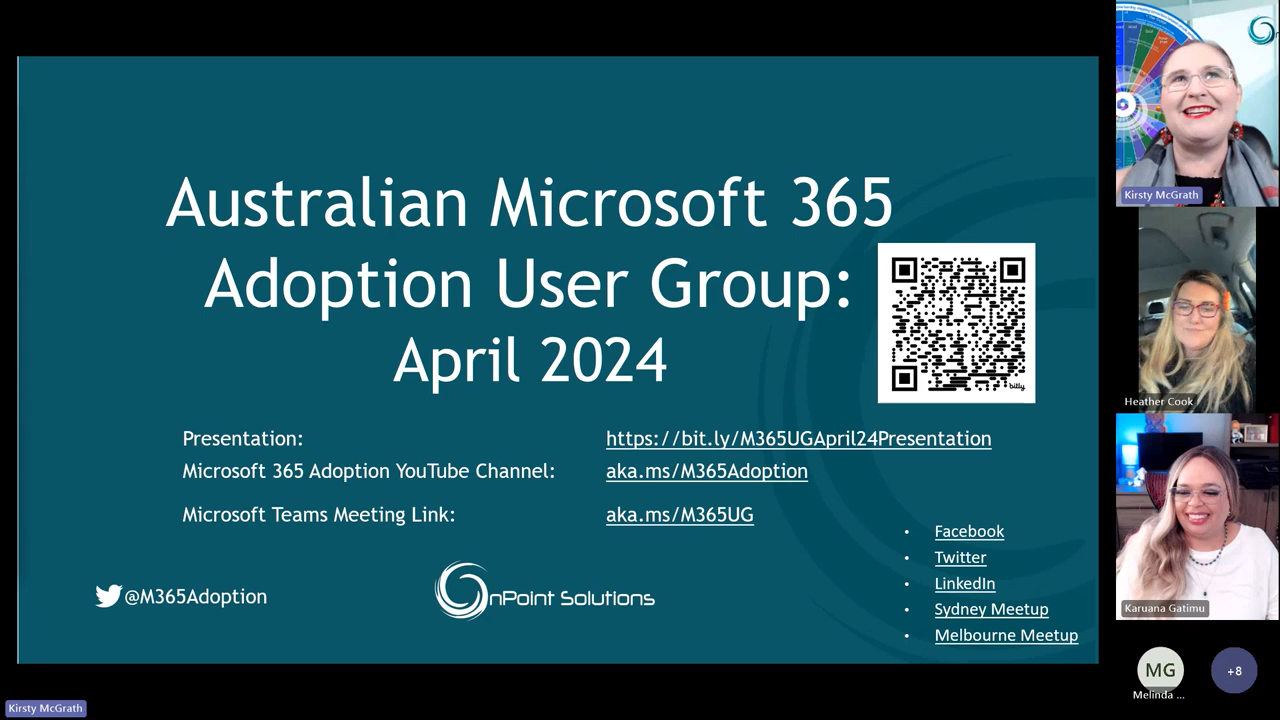 Australian Microsoft 365
Adoption User Group:
April 2024
bitly
Presentation: https://bit.ly/M365UGApril24Presentation
Microsoft 365 Adoption YouTube Channel: aka.ms/M365Adoption
Microsoft Teams Meeting Link: aka.ms/M365UG
• Facebook
• Twitter
• LinkedIn
• Sydney Meetup
• Melbourne Meetup
@M365Adoption
OnPoint Solutions
Kirsty McGrath
Heather Cook
Karuana Gatimu
MG
Melinda ...
+8
Kirsty McGrath